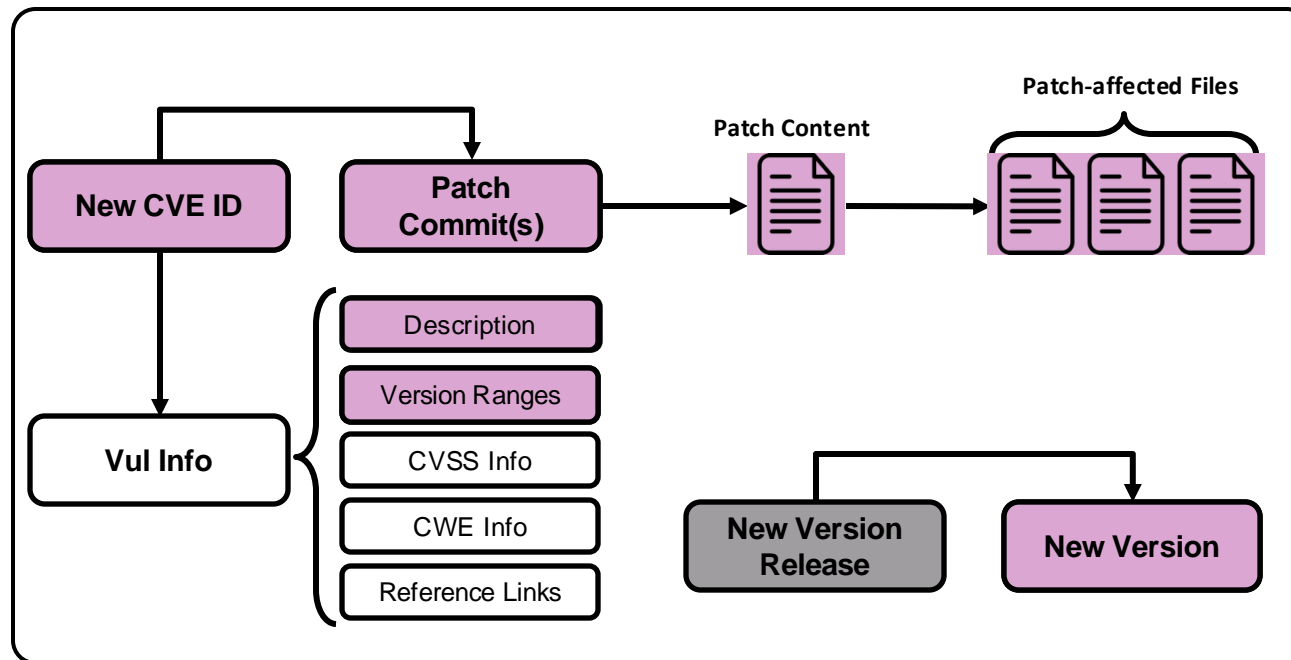 Patch-affected Files
Patch Content
New CVE ID
Patch
Commit(s)
Description
Version Ranges
Vul Info
CVSS Info
CWE Info
Reference Links
New Version
Release
New Version